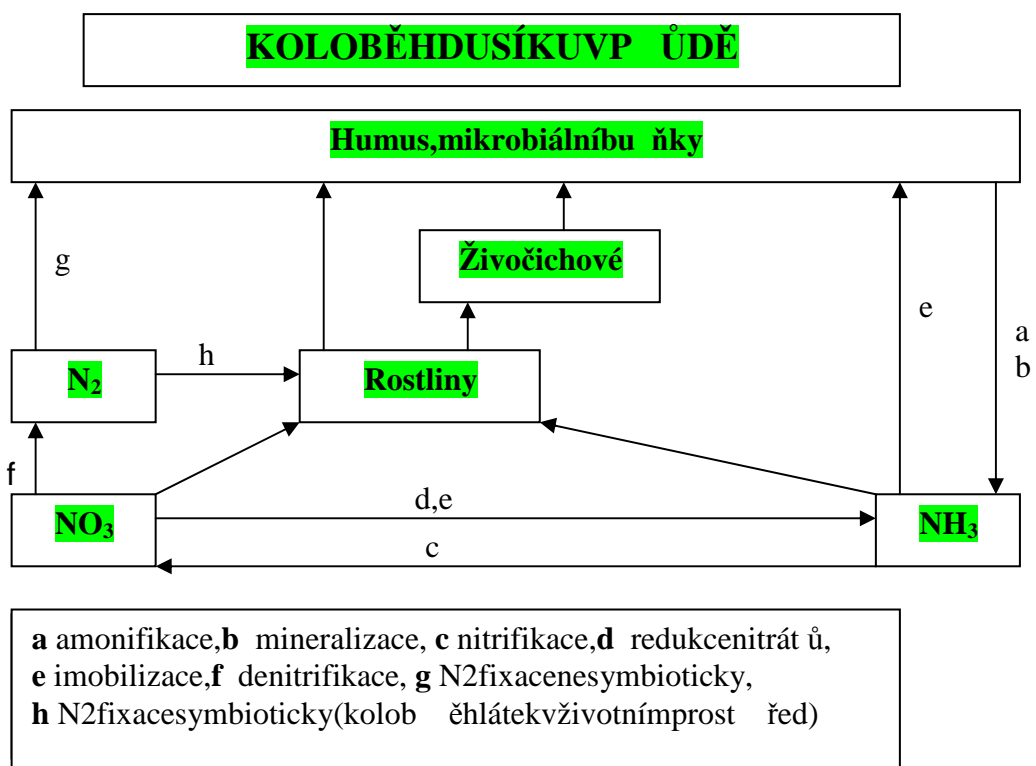 KOLOBĚHDUSÍKUVP ŮDĚ
Humus,mikrobiálníbu ňky
Živočichové
g
e
a
b
h
N₂
Rostliny
f
d,e
NO₃
NH₃
c
a amonifikace,b mineralizace, c nitrifikace,d redukcenitrát ů,
e imobilizace,f denitrifikace, g N2fixacenesymbioticky,
h N2fixacesymbioticky(kolob ěhlátekvživotnímprost řed)